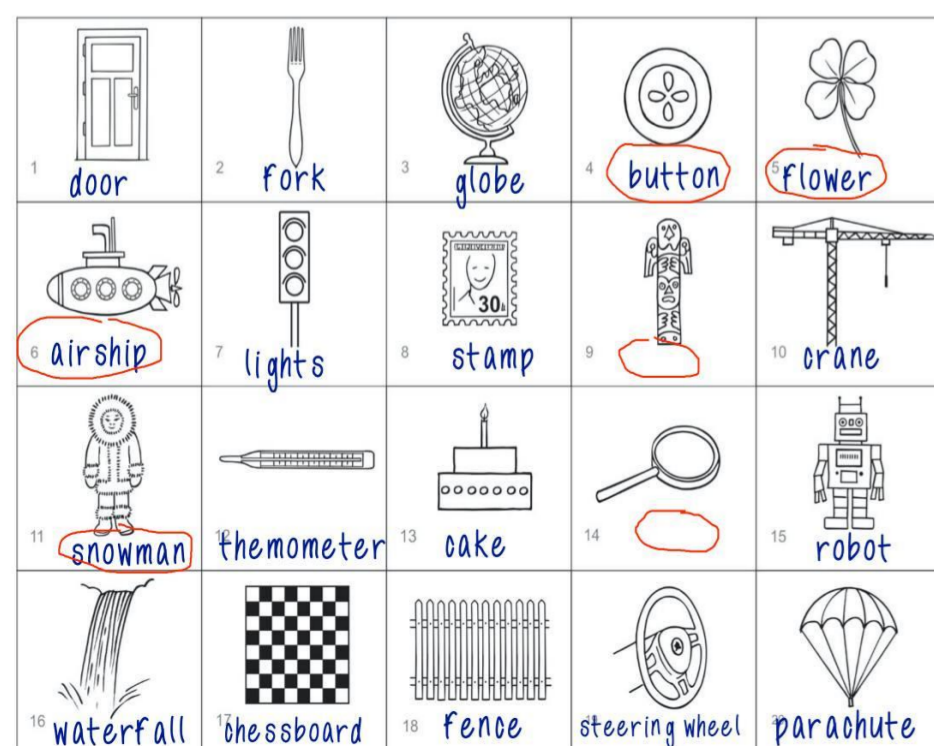 1 door
2 fork
3 globe
4 button
5 flower
6 airship
7 lights
30
8 stamp
9
10 crane
11 snowman
12 themometer
13 cake
14
15 robot
16 waterfall
17 chessboard
18 fence
19 steering wheel
20 parachute